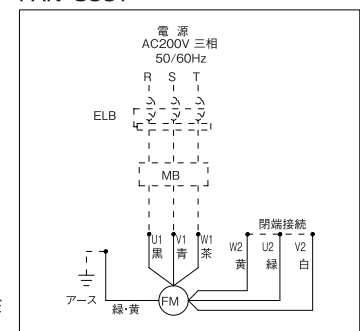 電 源
AC200V 三相
50/60Hz
R S T
ELB
MB
閉端接続
U1 V1 W1 W2 U2 V2
黒 青 茶 黄 緑 白
アース
緑・黄
FM